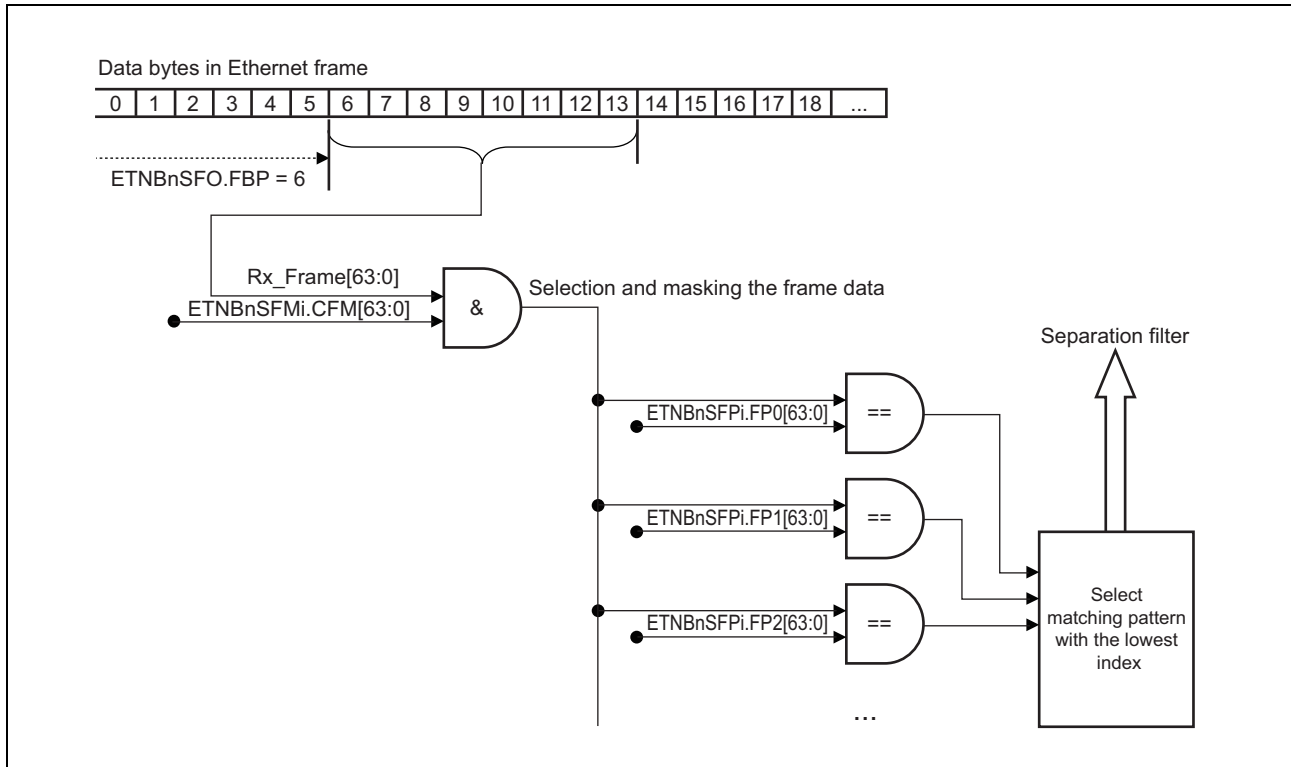 Data bytes in Ethernet frame
0 1 2 3 4 5 6 7 8 9 10 11 12 13 14 15 16 17 18 ...
ETNBnSFO.FBP = 6
Rx_Frame[63:0]
ETNBnSFMi.CFM[63:0]
&
Selection and masking the frame data
Separation filter
ETNBnSFPi.FP0[63:0]
==
ETNBnSFPi.FP1[63:0]
==
ETNBnSFPi.FP2[63:0]
==
Select
matching pattern
with the lowest
index
...